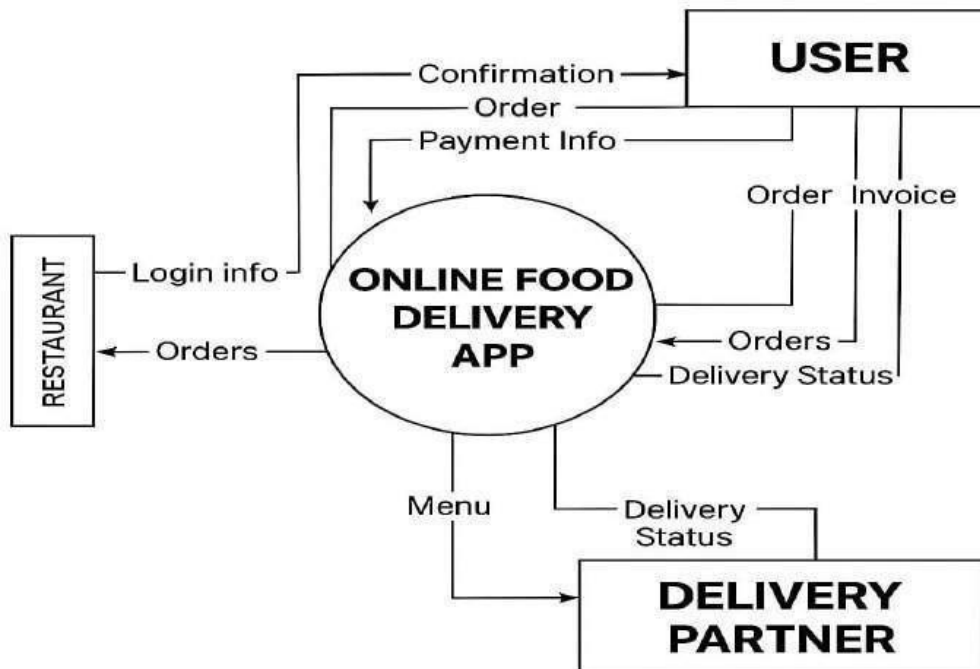 USER
Confirmation
Order
Payment Info
Order Invoice
RESTAURANT
Login info
ONLINE FOOD
DELIVERY
APP
Orders
Orders
Delivery Status
Menu
Delivery
Status
DELIVERY
PARTNER